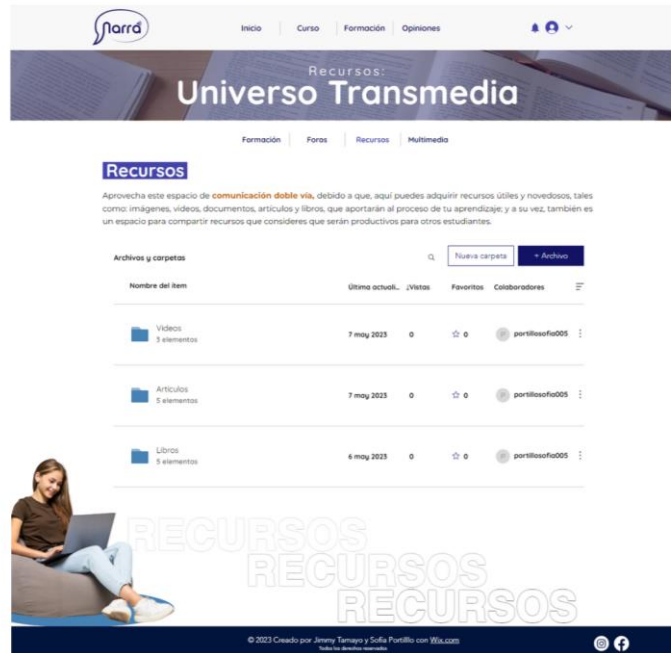 Narrá
Inicio Curso Formación Opiniones
Recursos:
Universo Transmedia
Formación Foros Recursos Multimedia
Recursos
Aprovecha este espacio de comunicación doble vía, debido a que, aquí puedes adquirir recursos útiles y novedosos, tales
como: imágenes, videos, documentos, artículos y libros, que aportarán al proceso de tu aprendizaje; y a su vez, también es
un espacio para compartir recursos que consideres que serán productivos para otros estudiantes.
Archivos y carpetas Nueva carpeta + Archivo
Nombre del ítem Última actuali... ¡Vistas Favoritos Colaboradores
Videos
3 elementos 7 may 2023 0 0 portillosofia005
Artículos
5 elementos 7 may 2023 0 0 portillosofia005
Libros
5 elementos 6 may 2023 0 0 portillosofia005
RECURSOS
RECURSOS
RECURSOS
© 2023 Creado por Jimmy Tamayo y Sofía Portilllo con Wix.com
Todos los derechos reservados